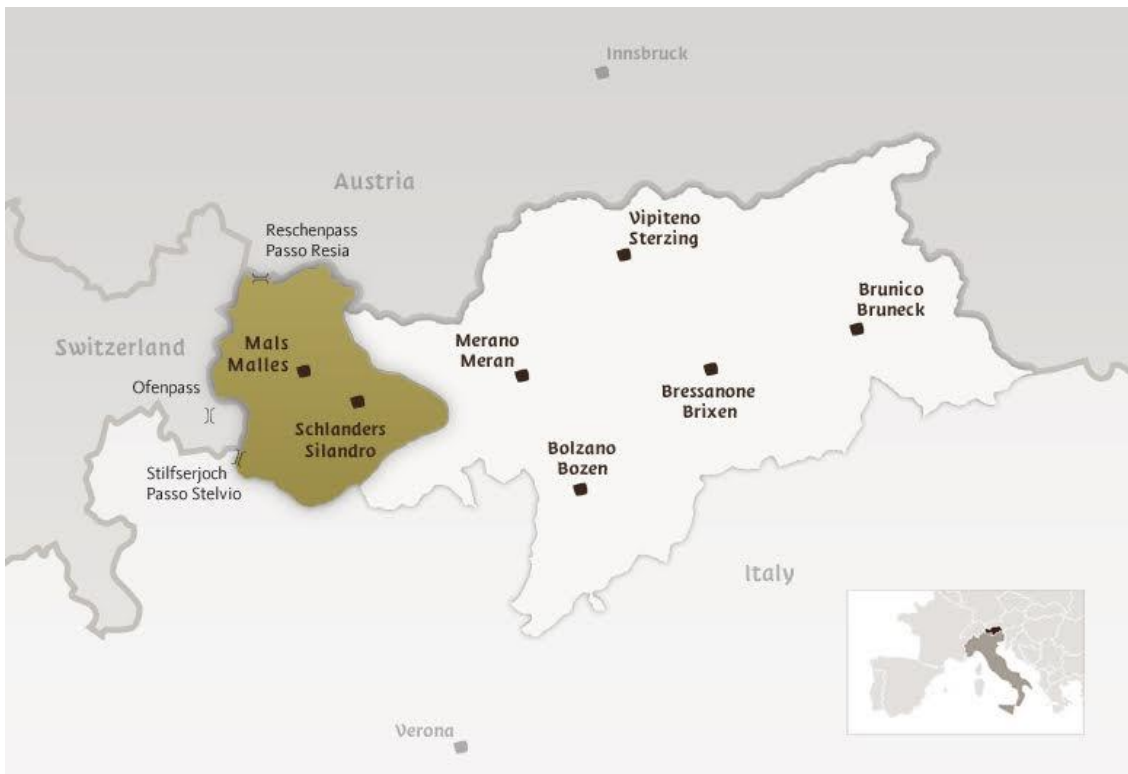 Innsbruck
Austria
Reschenpass
Passo Resia
Vipiteno
Sterzing
Brunico
Bruneck
Switzerland
Mals
Malles
Merano
Meran
Ofenpass
Bressanone
Brixen
Schlanders
Silandro
Bolzano
Bozen
Stilfserjoch
Passo Stelvio
Italy
Verona